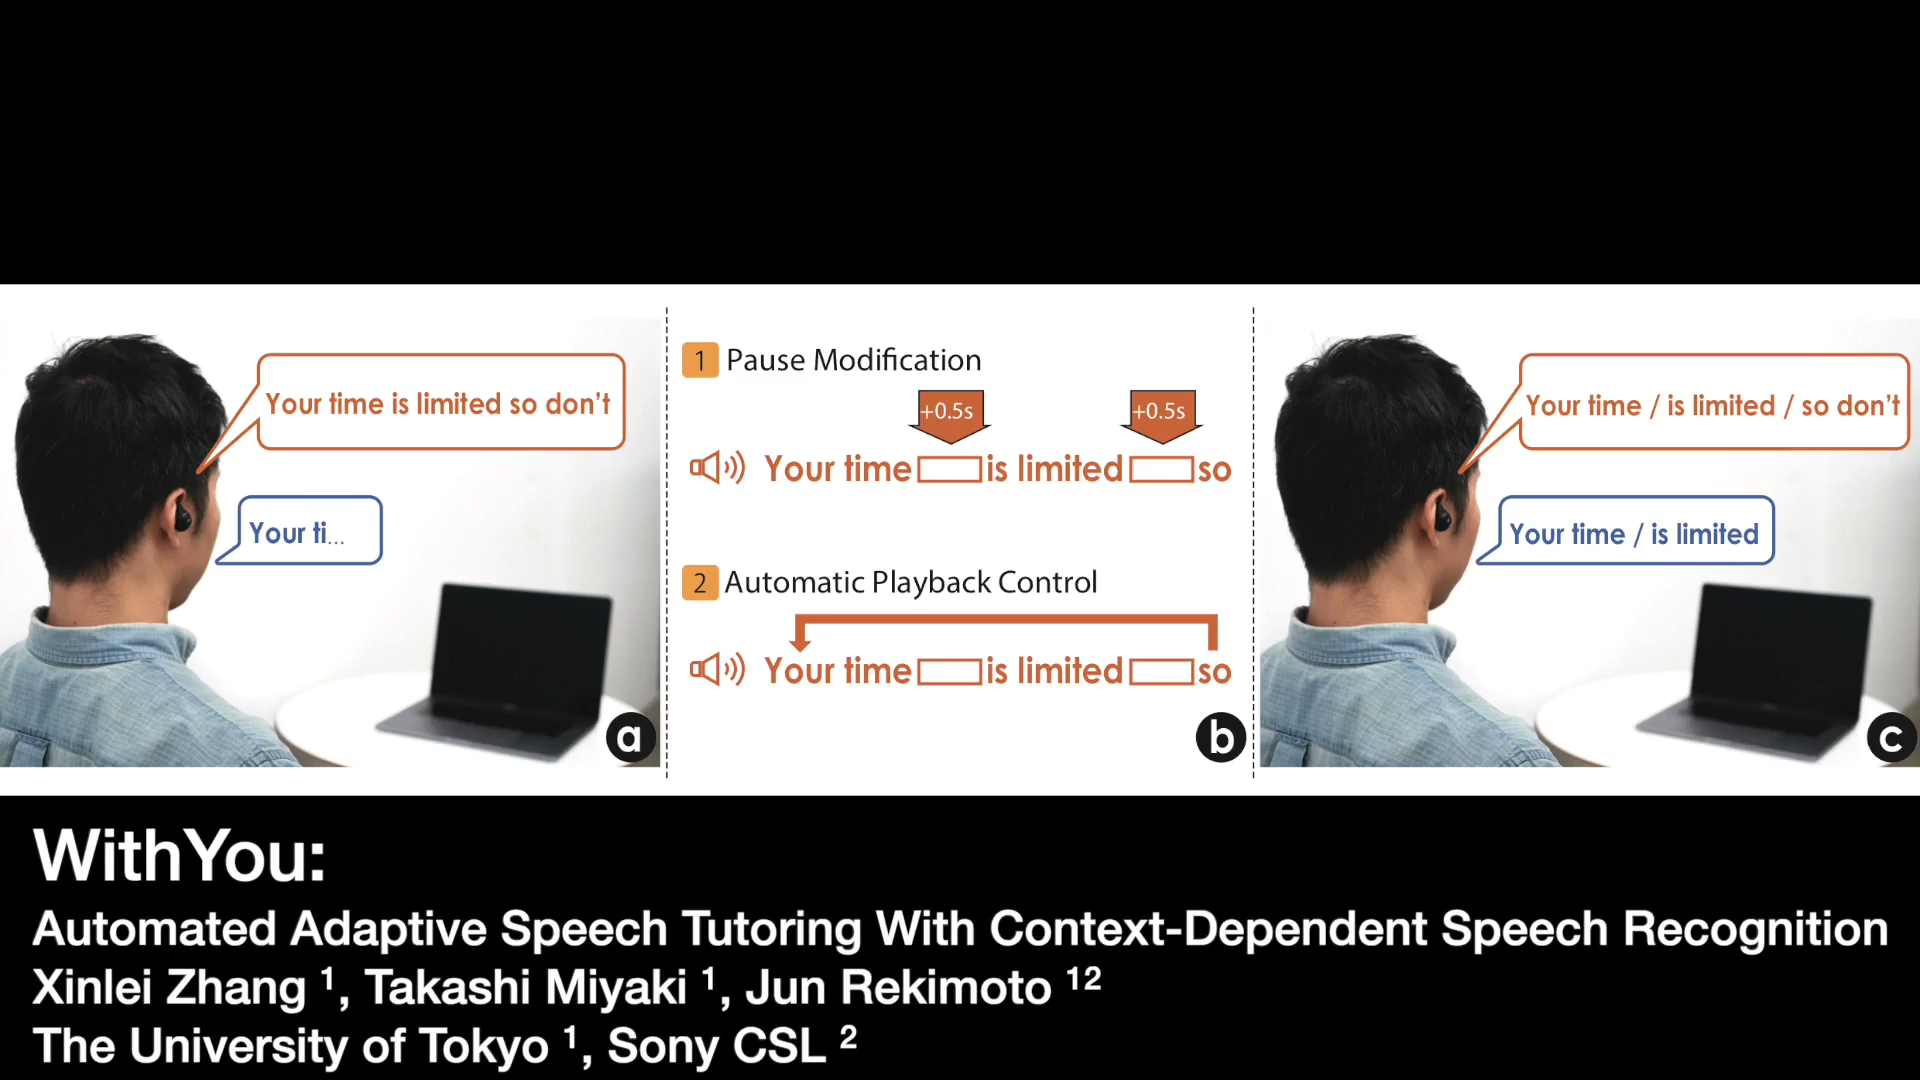 Your time is limited so don't
Your ti...
a
1 Pause Modification
+0.5s +0.5s
Your time is limited so
2 Automatic Playback Control
Your time is limited so
b
Your time / is limited / so don't
Your time / is limited
c
WithYou:
Automated Adaptive Speech Tutoring With Context-Dependent Speech Recognition
Xinlei Zhang ¹, Takashi Miyaki ¹, Jun Rekimoto ¹²
The University of Tokyo ¹, Sony CSL ²